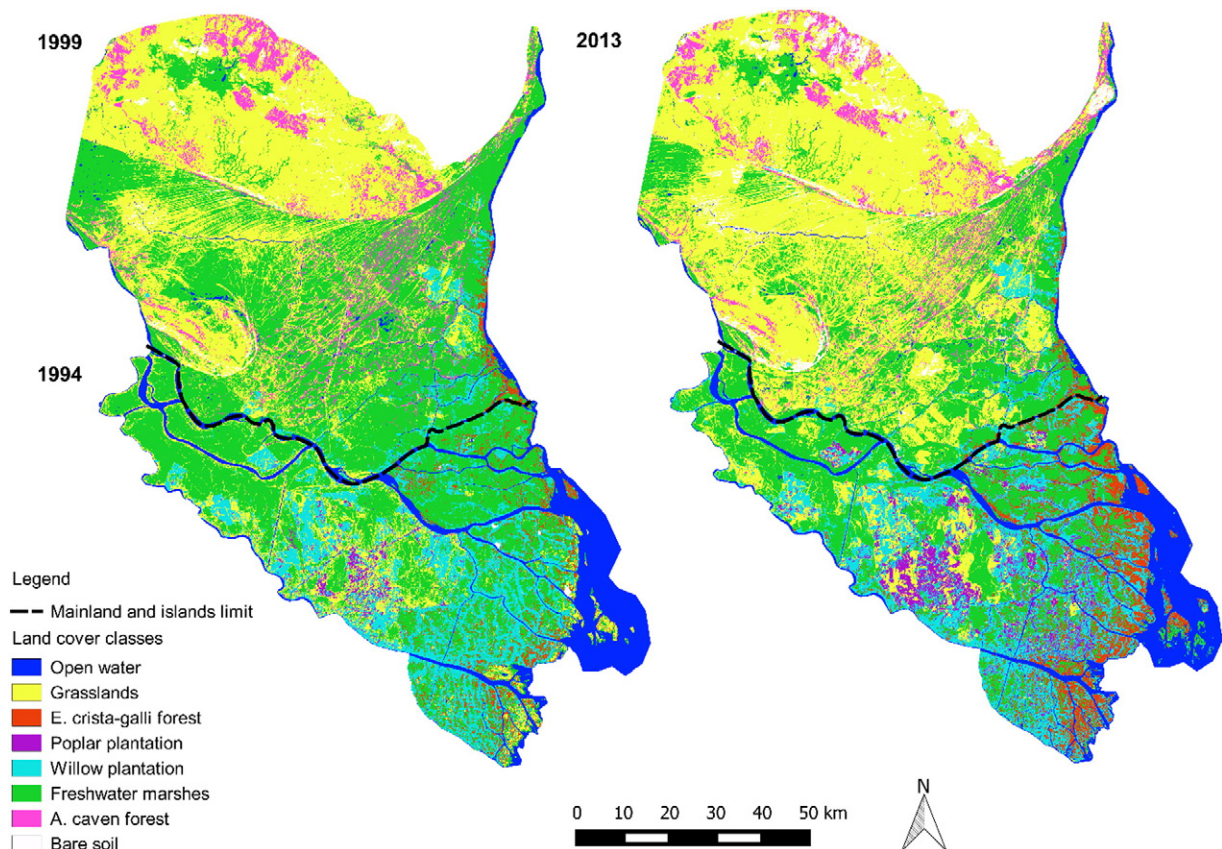 1999
2013
1994
Legend
Mainland and islands limit
Land cover classes
Open water
Grasslands
E. crista-galli forest
Poplar plantation
Willow plantation
Freshwater marshes
A. caven forest
Bare soil
0 10 20 30 40 50 km
N